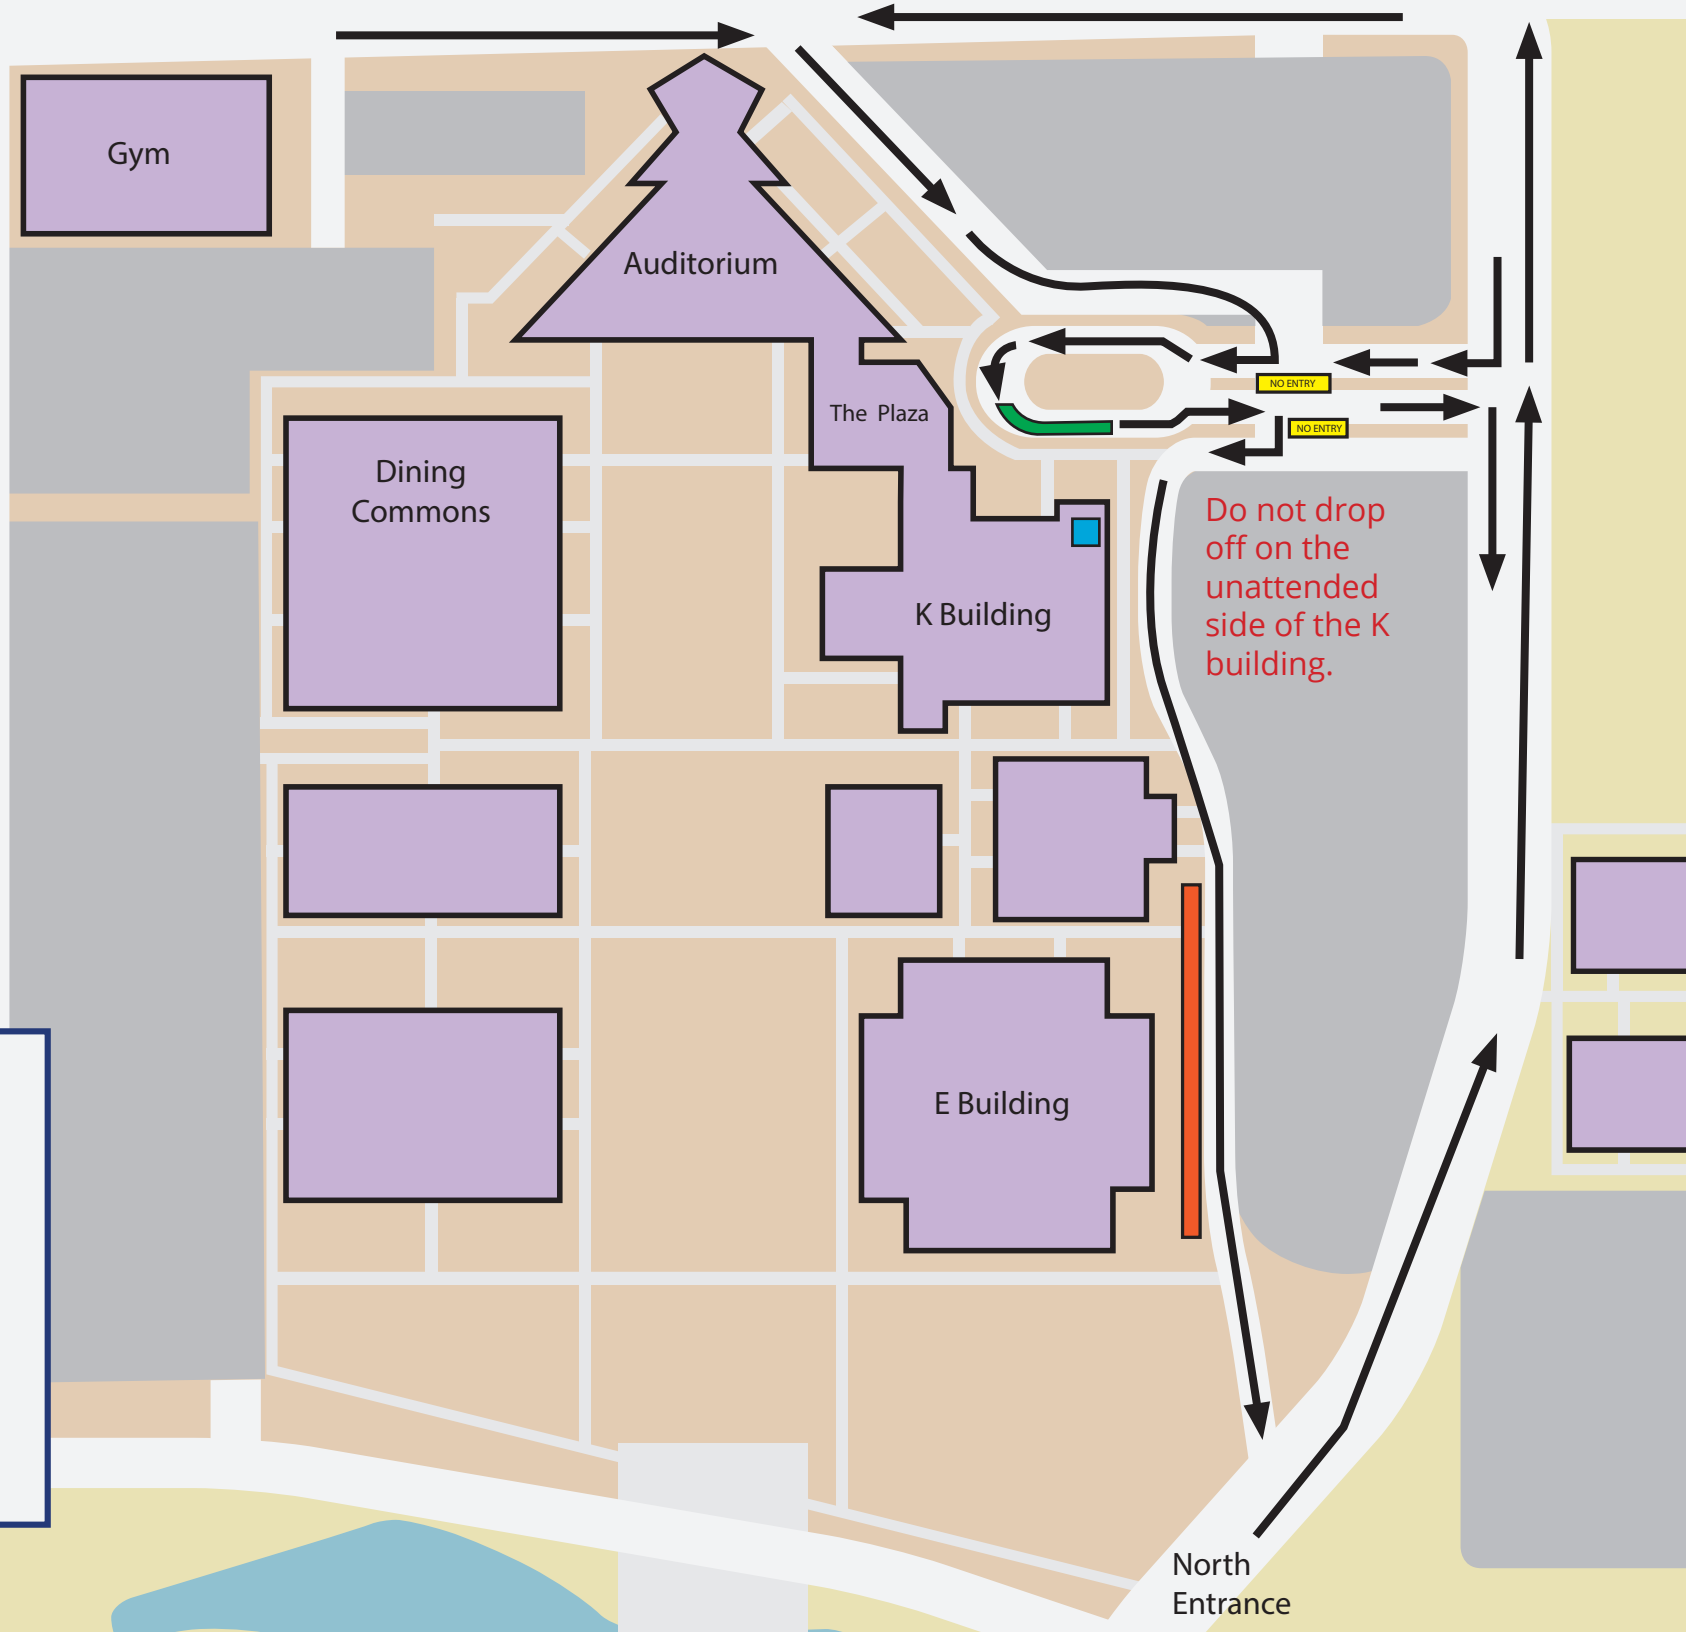 Gym
Auditorium
NO ENTRY
The Plaza
NO ENTRY
Dining
Commons
Do not drop
off on the
unattended
side of the K
building.
K Building
E Building
North
Entrance